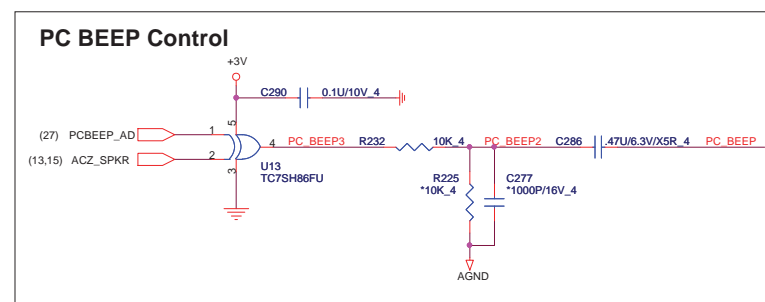 PC BEEP Control
+3V
C290 0.1U/10V_4
5
(27) PCBEEP_AD 1
4 PC_BEEP3 R232 10K_4 PC_BEEP2 C286 .47U/6.3V/X5R_4 PC_BEEP
(13,15) ACZ_SPKR 2
3 U13
TC7SH86FU
R225
*10K_4
C277
*1000P/16V_4
AGND